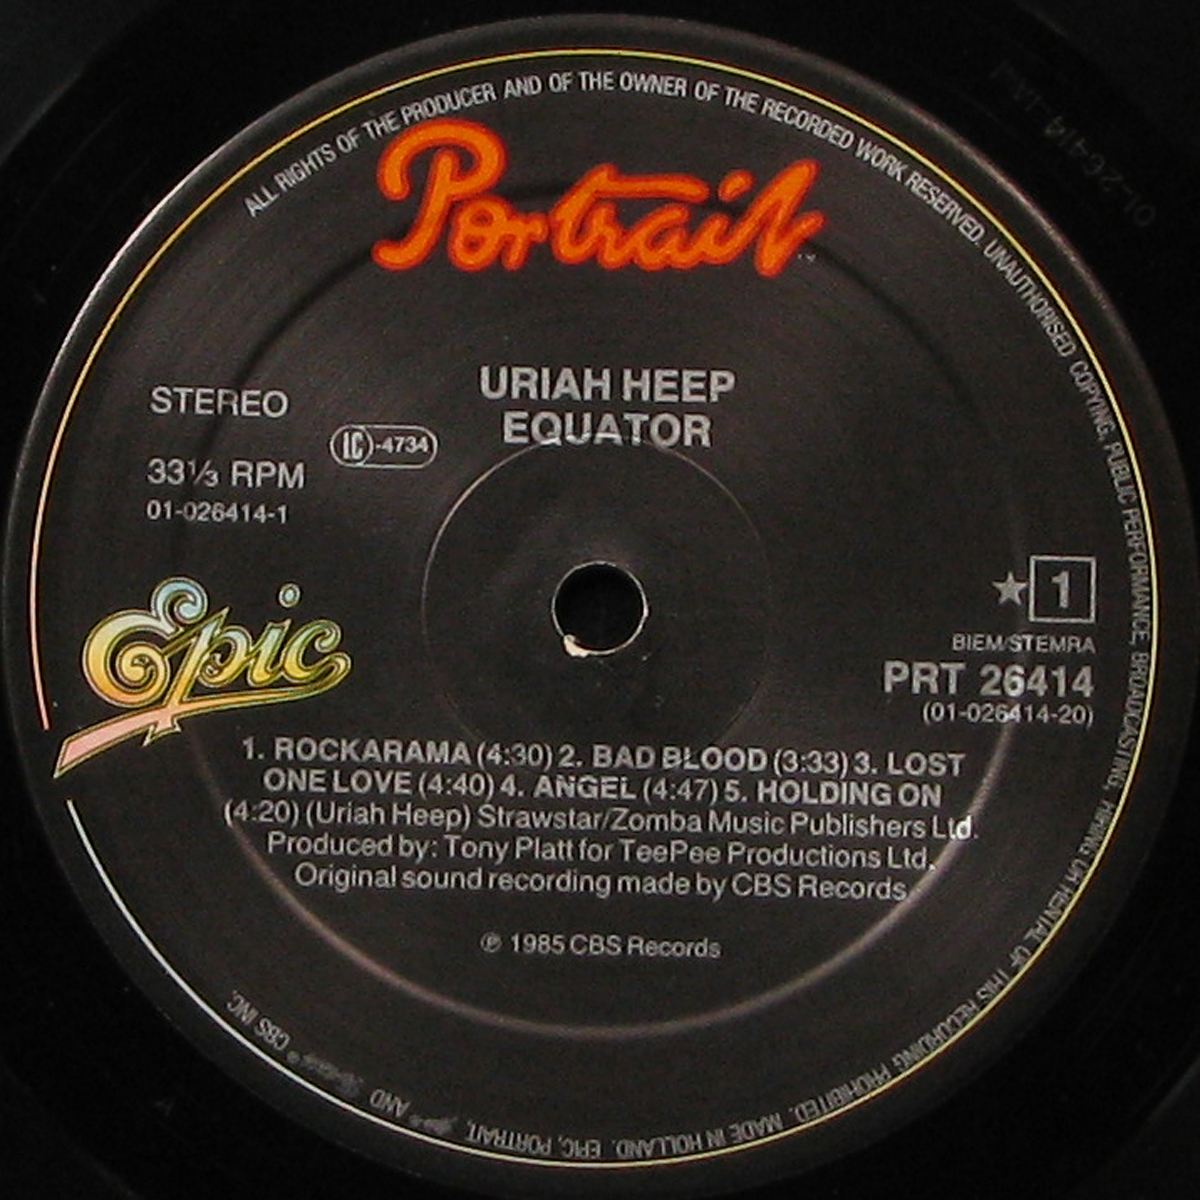 ALL RIGHTS OF THE PRODUCER AND OF THE OWNER OF THE RECORDED WORK RESERVED. UNAUTHORISED COPYING, PUBLIC PERFORMANCE, BROADCASTING, HIRING OR RENTAL OF THIS RECORDING PROHIBITED. MADE IN HOLLAND. EPIC, PORTRAIT, Epic® AND Portrait® CBS INC.
Portrait
URIAH HEEP
EQUATOR
STEREO
IC -4734
33⅓ RPM
01-026414-1
Epic
★ 1
BIEM/STEMRA
PRT 26414
(01-026414-20)
1. ROCKARAMA (4:30) 2. BAD BLOOD (3:33) 3. LOST
ONE LOVE (4:40) 4. ANGEL (4:47) 5. HOLDING ON
(4:20) (Uriah Heep) Strawstar/Zomba Music Publishers Ltd.
Produced by: Tony Platt for TeePee Productions Ltd.
Original sound recording made by CBS Records
℗ 1985 CBS Records